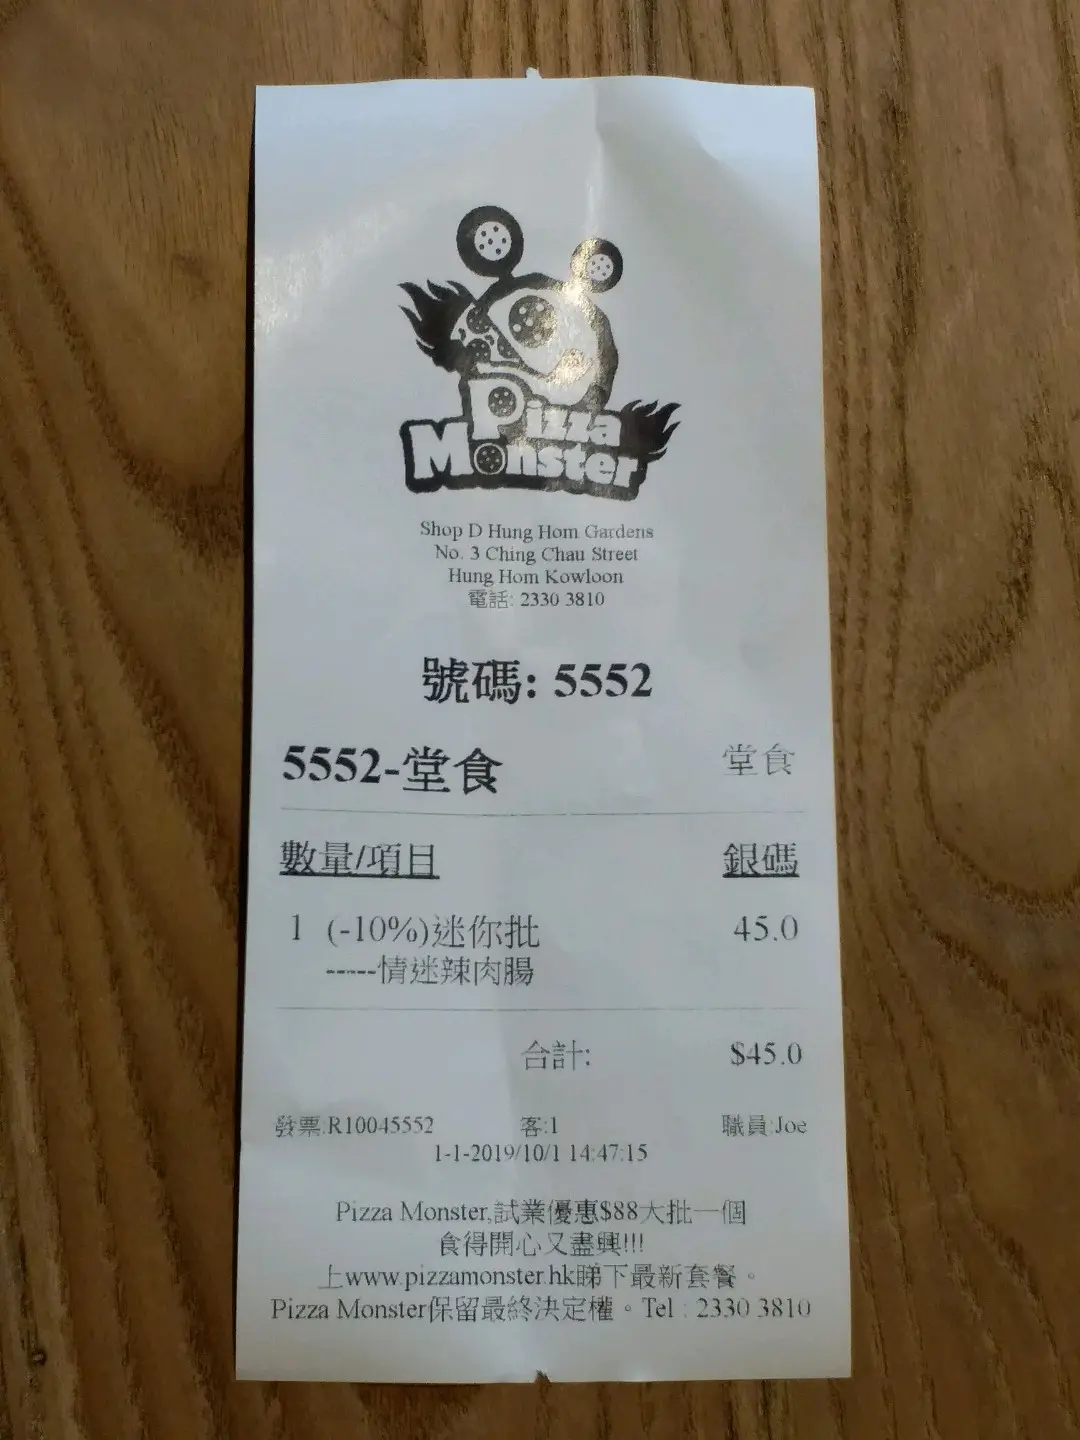 Pizza
Monster
Shop D Hung Hom Gardens
No. 3 Ching Chau Street
Hung Hom Kowloon
電話: 2330 3810
號碼: 5552
5552-堂食 堂食
數量/項目 銀碼
1 (-10%)迷你批 45.0
-----情迷辣肉腸
合計: $45.0
發票:R10045552 客:1 職員:Joe
1-1-2019/10/1 14:47:15
Pizza Monster,試業優惠$88大批一個
食得開心又盡興!!!
上www.pizzamonster.hk睇下最新套餐。
Pizza Monster保留最終決定權。Tel : 2330 3810